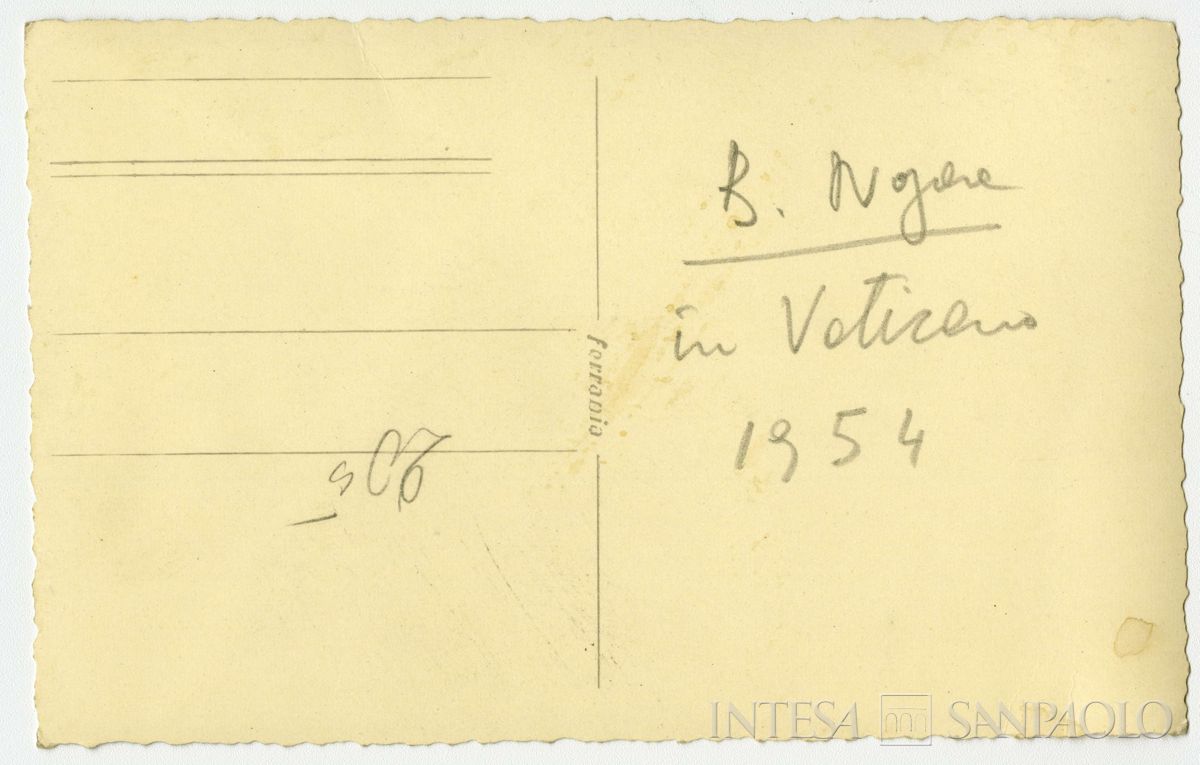 B. Nogara
in Vaticano
1954
ferrania
INTESA SANPAOLO